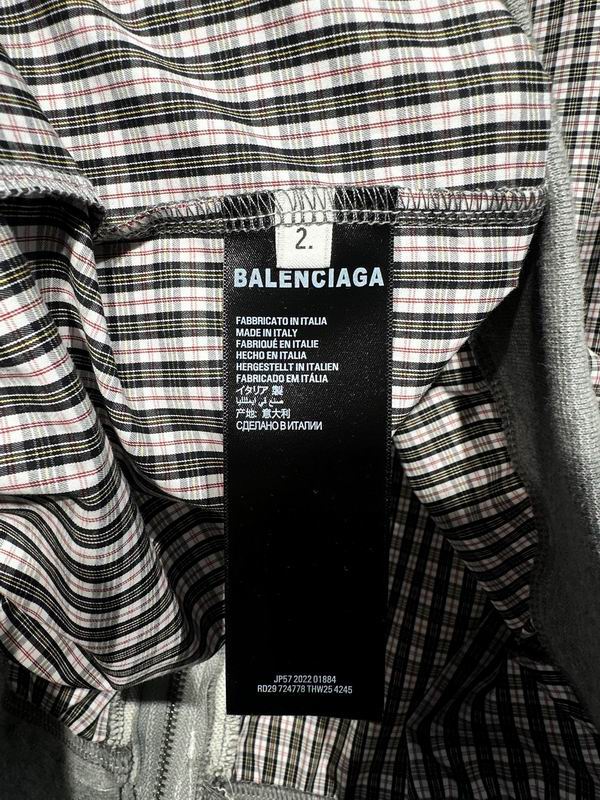 2.
BALENCIAGA
FABBRICATO IN ITALIA
MADE IN ITALY
FABRIQUÉ EN ITALIE
HECHO EN ITALIA
HERGESTELLT IN ITALIEN
FABRICADO EM ITÁLIA
イタリア 製
صنع في إيطاليا
产地: 意大利
СДЕЛАНО В ИТАЛИИ
JP57 2022 01884
RD29 724778 THW25 4245